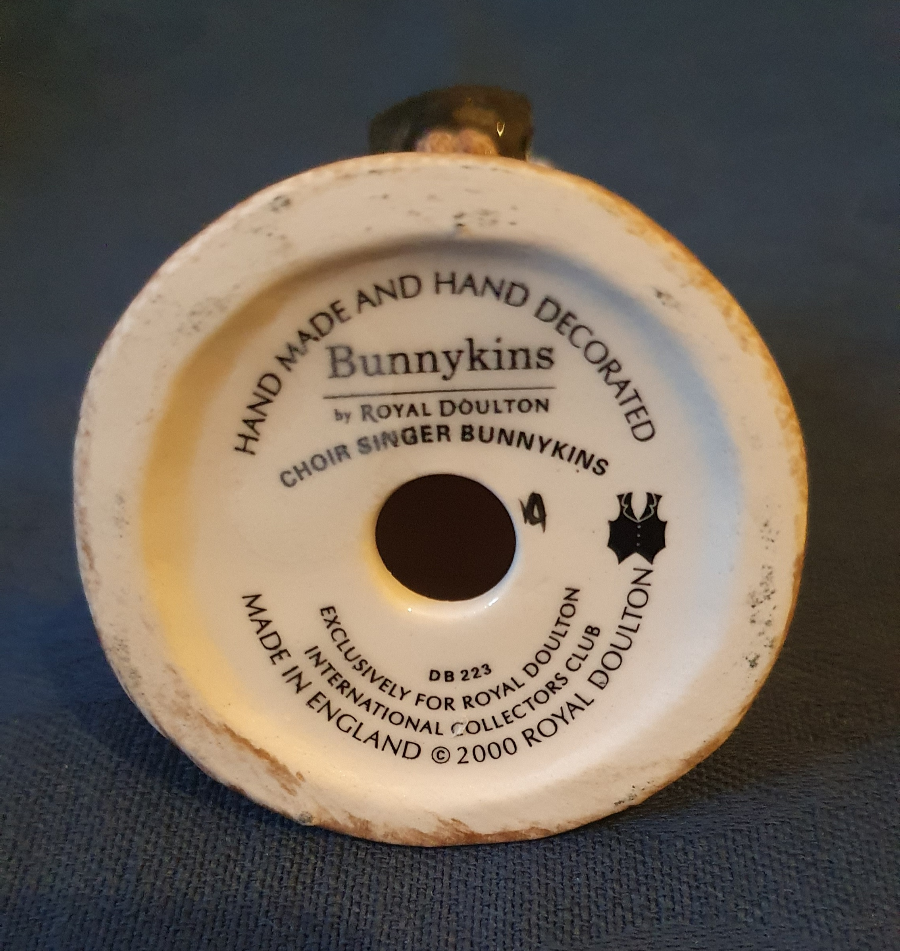 HAND MADE AND HAND DECORATED
Bunnykins
by ROYAL DOULTON
CHOIR SINGER BUNNYKINS
DB 223
EXCLUSIVELY FOR ROYAL DOULTON
INTERNATIONAL COLLECTORS CLUB
MADE IN ENGLAND © 2000 ROYAL DOULTON